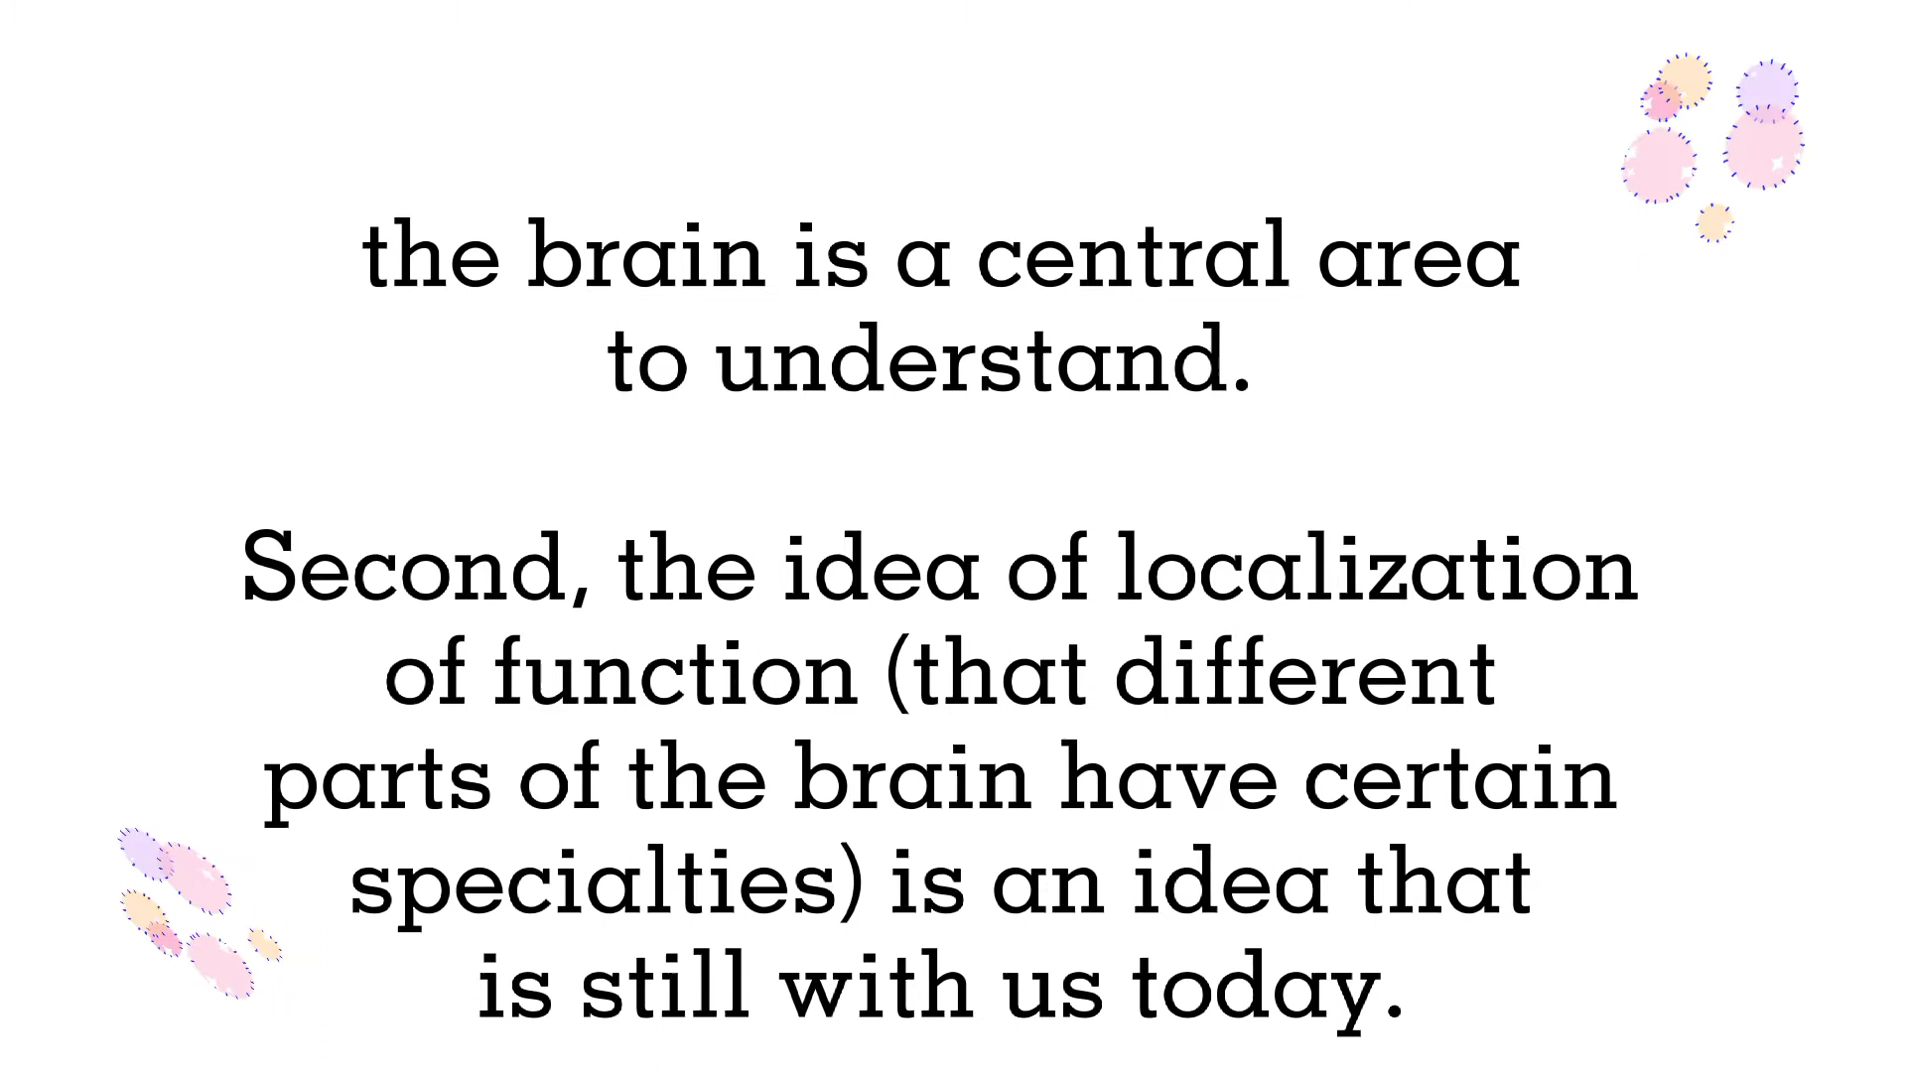 the brain is a central area
to understand.
Second, the idea of localization
of function (that different
parts of the brain have certain
specialties) is an idea that
is still with us today.